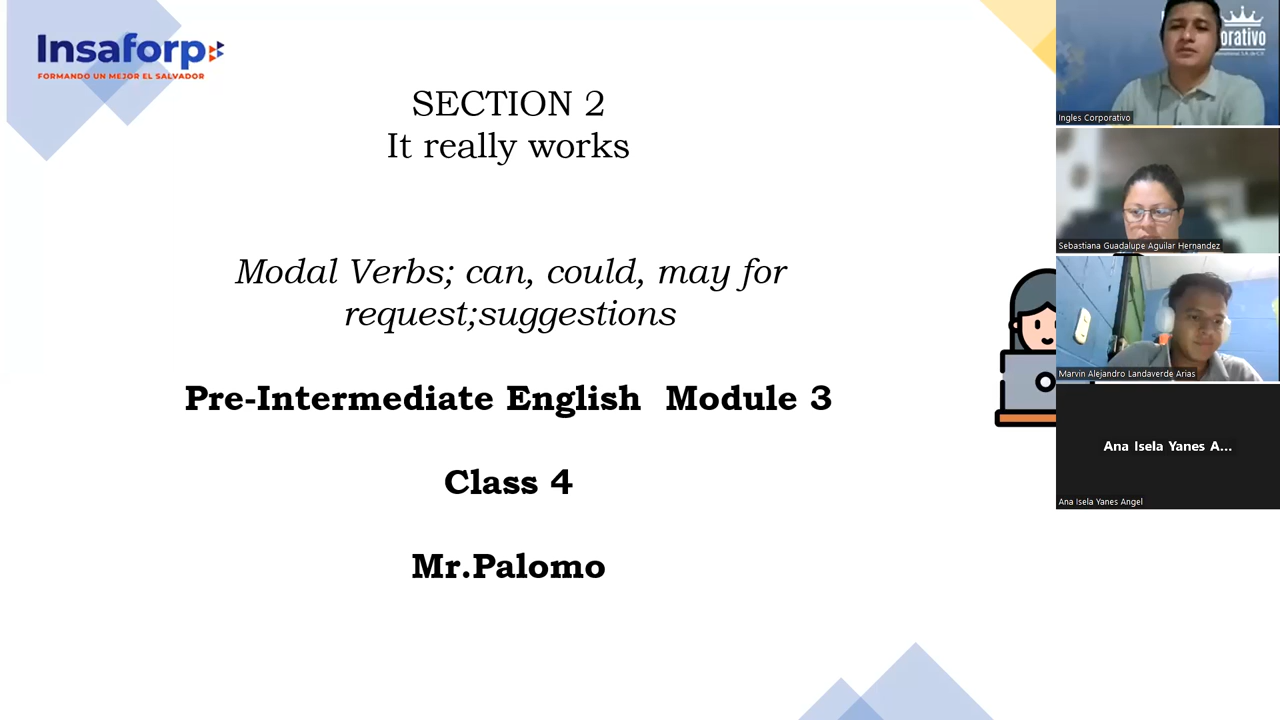 Insaforp
FORMANDO UN MEJOR EL SALVADOR
SECTION 2
It really works
Modal Verbs; can, could, may for
request;suggestions
Pre-Intermediate English Module 3
Class 4
Mr.Palomo
orativo
Ingles Corporativo
Sebastiana Guadalupe Aguilar Hernandez
Marvin Alejandro Landaverde Arias
Ana Isela Yanes A...
Ana Isela Yanes Angel